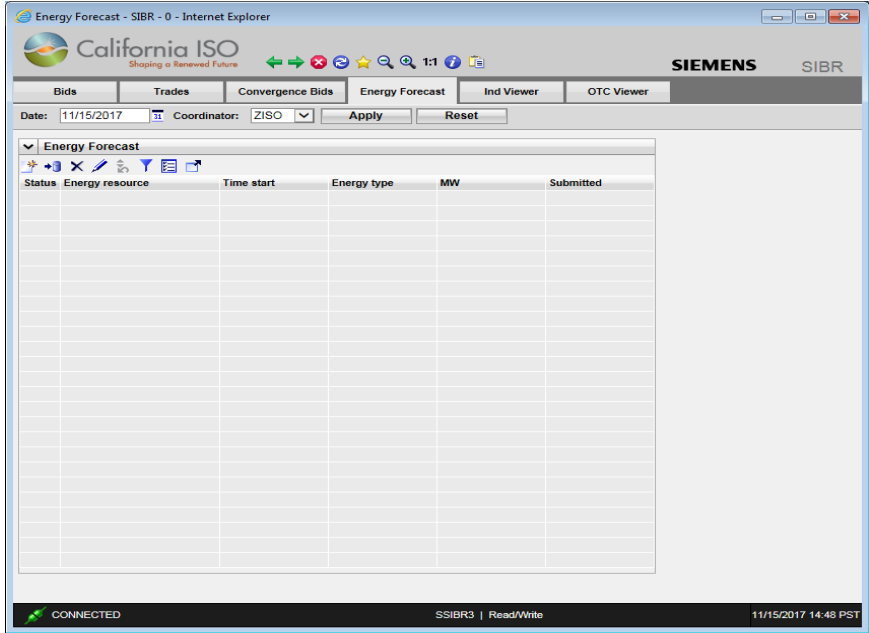 Energy Forecast - SIBR - 0 - Internet Explorer
California ISO
Shaping a Renewed Future
1:1
SIEMENS SIBR
Bids Trades Convergence Bids Energy Forecast Ind Viewer OTC Viewer
Date: 11/15/2017 31 Coordinator: ZISO Apply Reset
Energy Forecast
Status Energy resource Time start Energy type MW Submitted
CONNECTED SSIBR3 | Read/Write 11/15/2017 14:48 PST